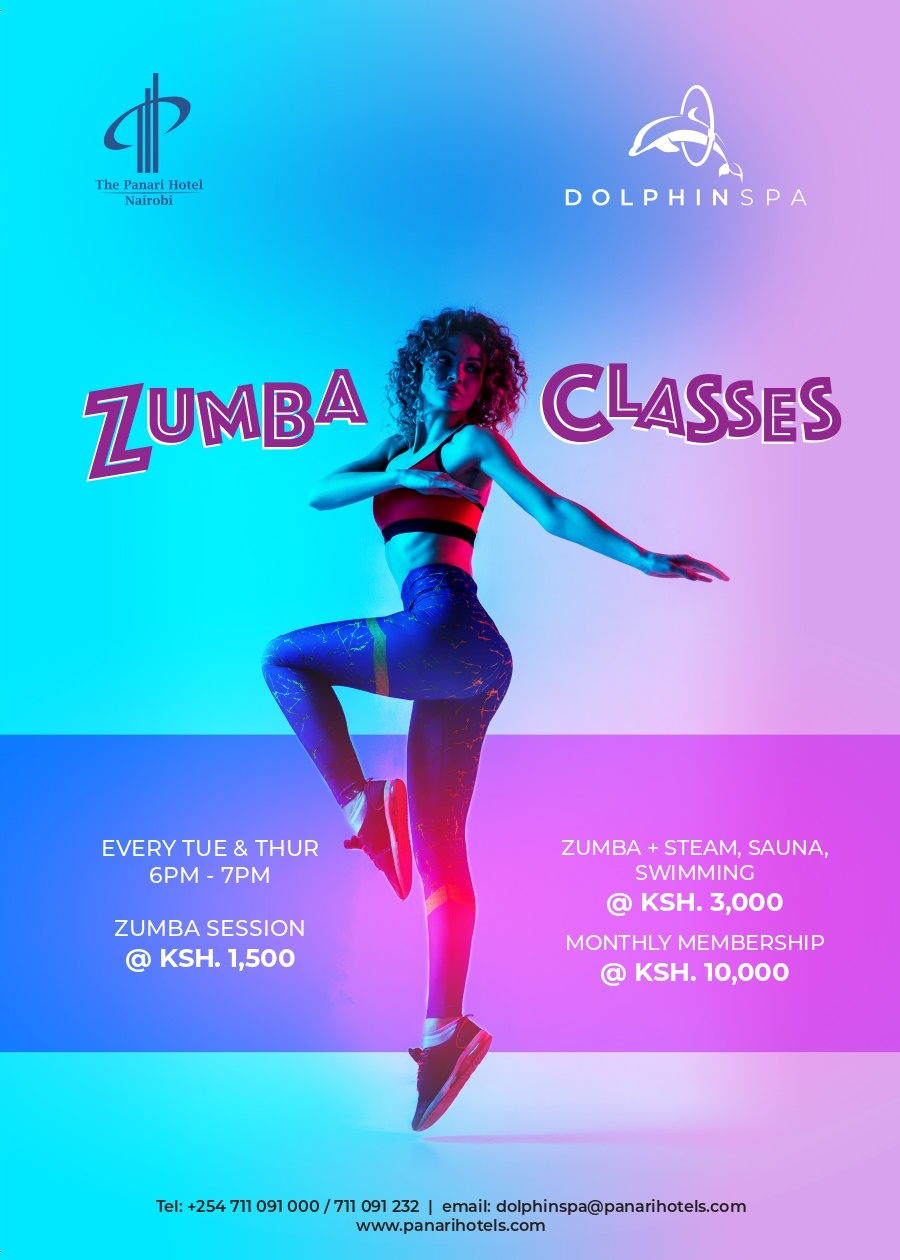 The Panari Hotel
Nairobi
DOLPHINSPA
ZUMBA CLASSES
EVERY TUE & THUR
6PM - 7PM
ZUMBA SESSION
@ KSH. 1,500
ZUMBA + STEAM, SAUNA,
SWIMMING
@ KSH. 3,000
MONTHLY MEMBERSHIP
@ KSH. 10,000
Tel: +254 711 091 000 / 711 091 232 | email: dolphinspa@panarihotels.com
www.panarihotels.com